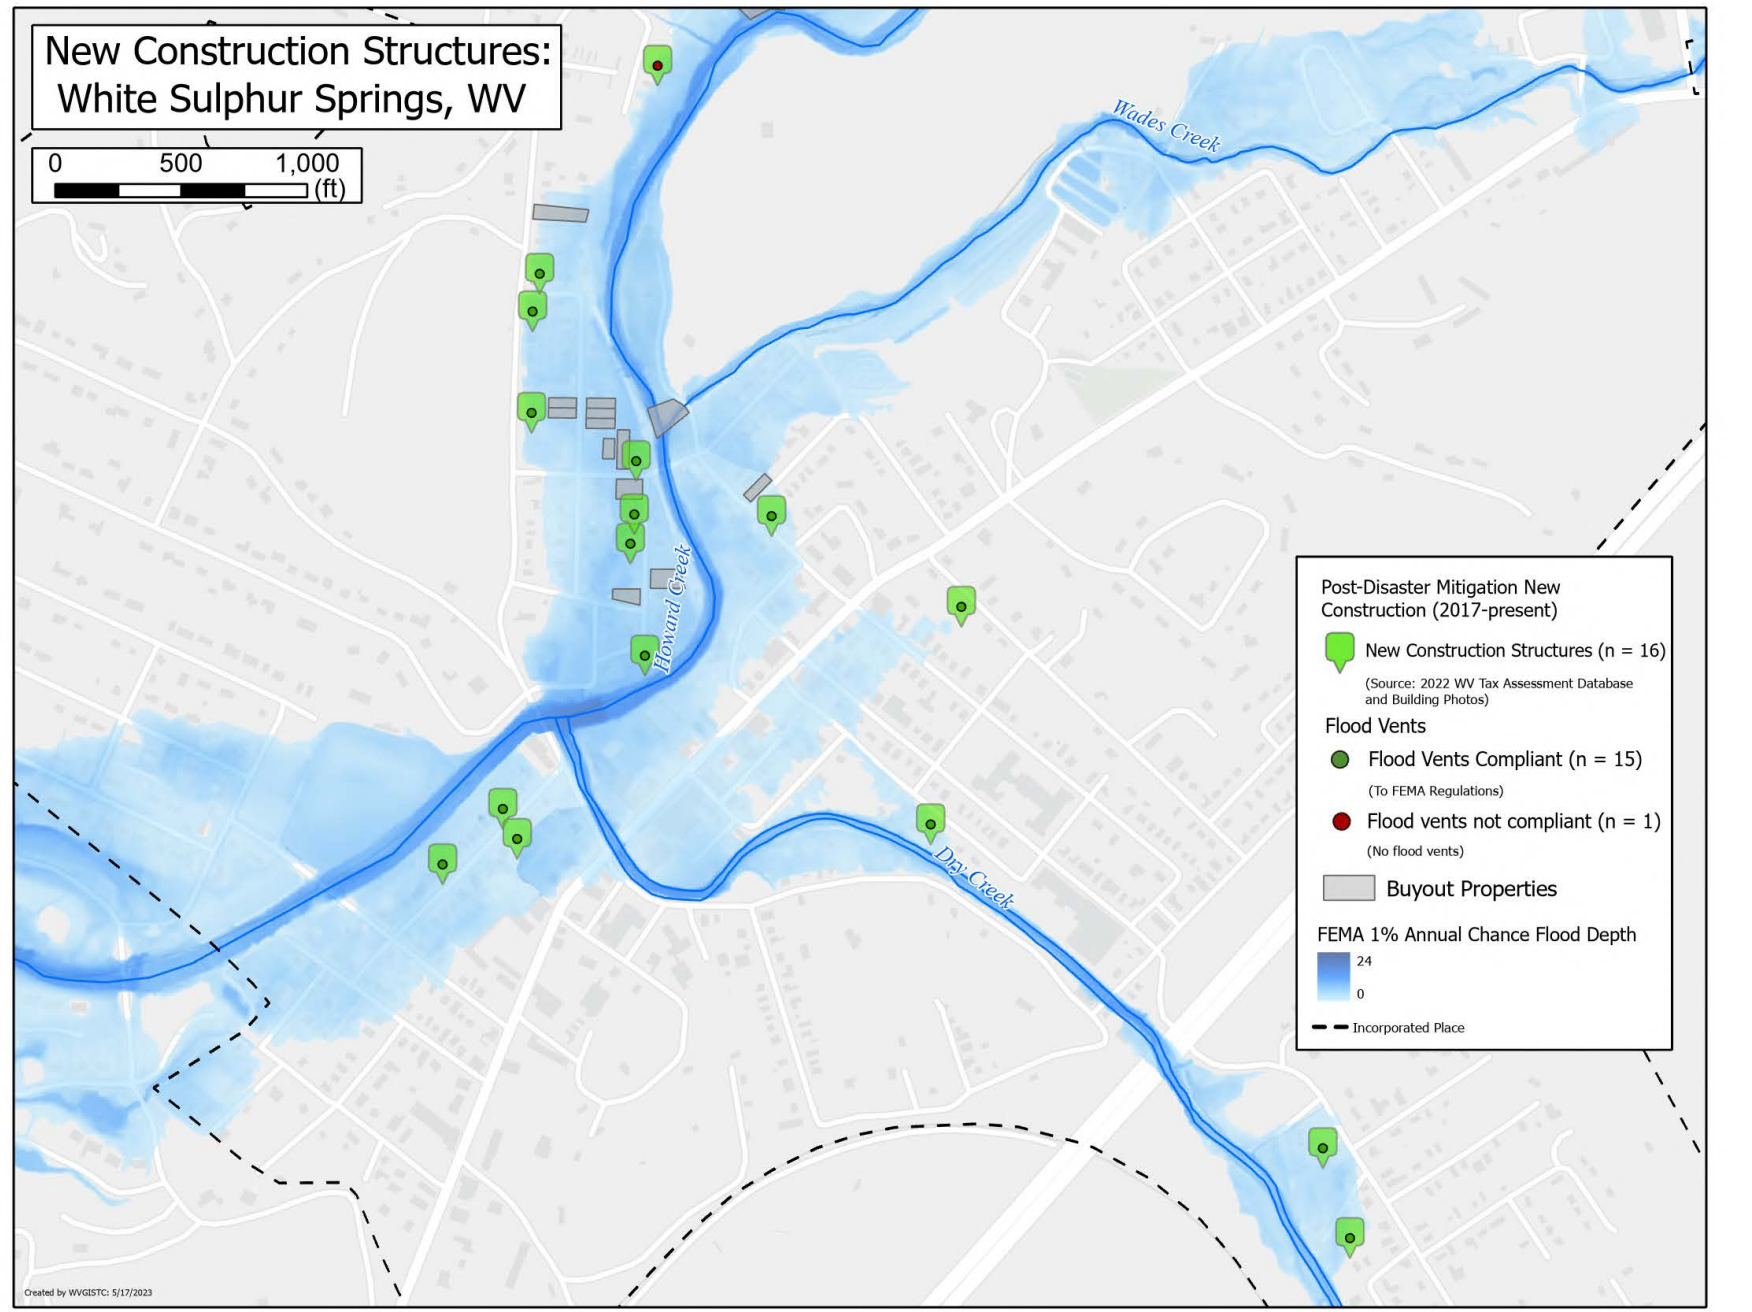 New Construction Structures:
White Sulphur Springs, WV
0 500 1,000
(ft)
Wades Creek
Howard Creek
Dry Creek
Post-Disaster Mitigation New
Construction (2017-present)
New Construction Structures (n = 16)
(Source: 2022 WV Tax Assessment Database
and Building Photos)
Flood Vents
Flood Vents Compliant (n = 15)
(To FEMA Regulations)
Flood vents not compliant (n = 1)
(No flood vents)
Buyout Properties
FEMA 1% Annual Chance Flood Depth
24
0
Incorporated Place
Created by WVGISTC: 5/17/2023